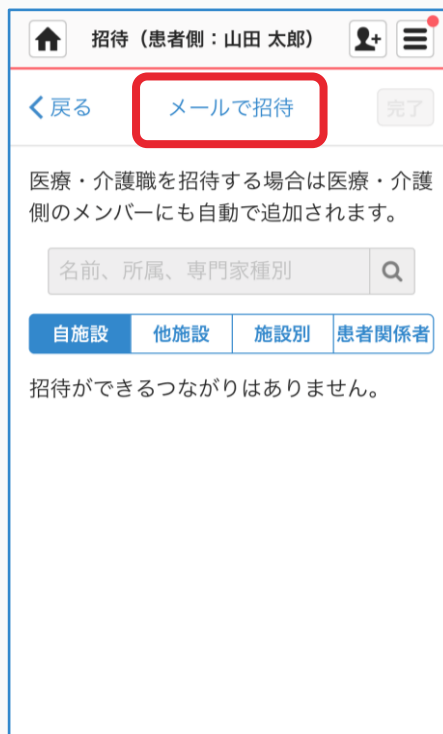 招待（患者側：山田 太郎）
戻る
メールで招待
完了
医療・介護職を招待する場合は医療・介護
側のメンバーにも自動で追加されます。
名前、所属、専門家種別
自施設
他施設
施設別
患者関係者
招待ができるつながりはありません。